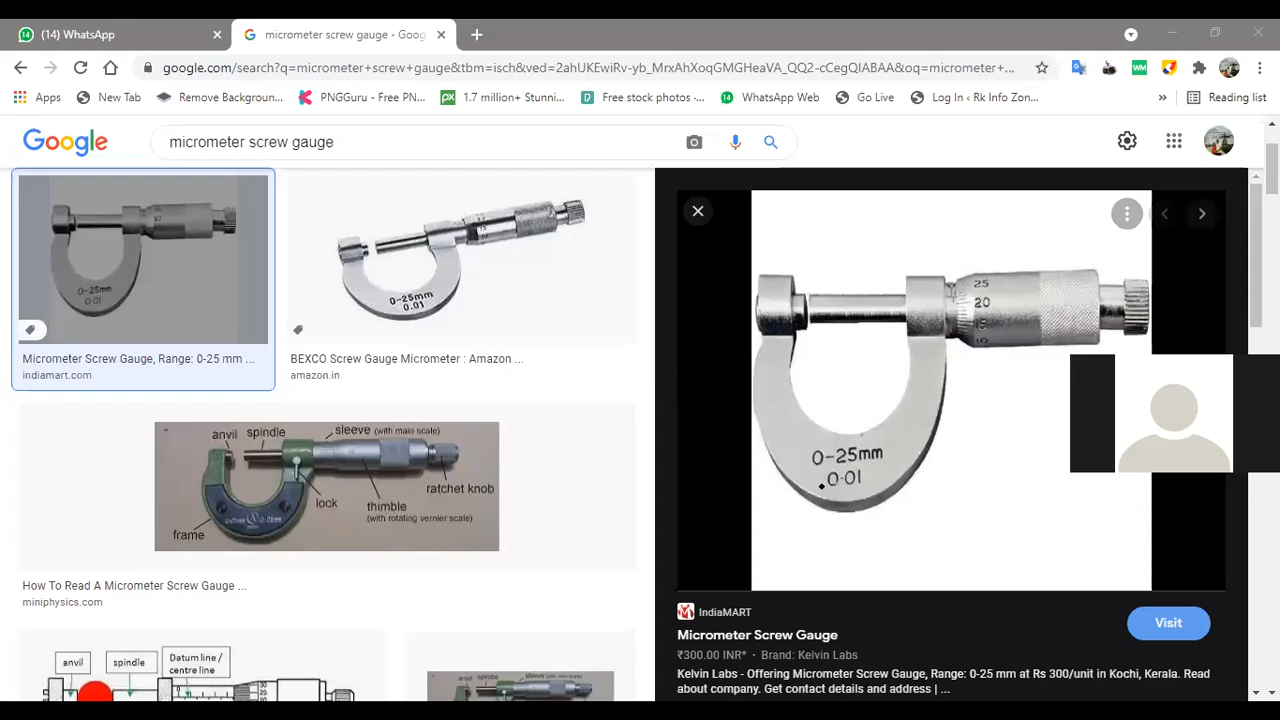 (14) WhatsApp
micrometer screw gauge - Goog
google.com/search?q=micrometer+screw+gauge&tbm=isch&ved=2ahUKEwiRv-yb_MrxAhXoqGMGHeaVA_QQ2-cCegQIABAA&oq=micrometer+...
Apps
New Tab
Remove Backgroun...
PNGGuru - Free PN...
px
1.7 million+ Stunni...
Free stock photos ·...
WhatsApp Web
Go Live
Log In ‹ Rk Info Zon...
»
Reading list
Google
micrometer screw gauge
0-25mm
0.01
Micrometer Screw Gauge, Range: 0-25 mm ...
indiamart.com
0-25mm
0.01
BEXCO Screw Gauge Micrometer : Amazon ...
amazon.in
anvil
spindle
sleeve (with main scale)
ratchet knob
lock
thimble
(with rotating vernier scale)
frame
How To Read A Micrometer Screw Gauge ...
miniphysics.com
anvil
spindle
Datum line /
centre line
25
20
15
0-25mm
0·01
IndiaMART
Visit
Micrometer Screw Gauge
₹300.00 INR* • Brand: Kelvin Labs
Kelvin Labs - Offering Micrometer Screw Gauge, Range: 0-25 mm at Rs 300/unit in Kochi, Kerala. Read
about company. Get contact details and address | ...